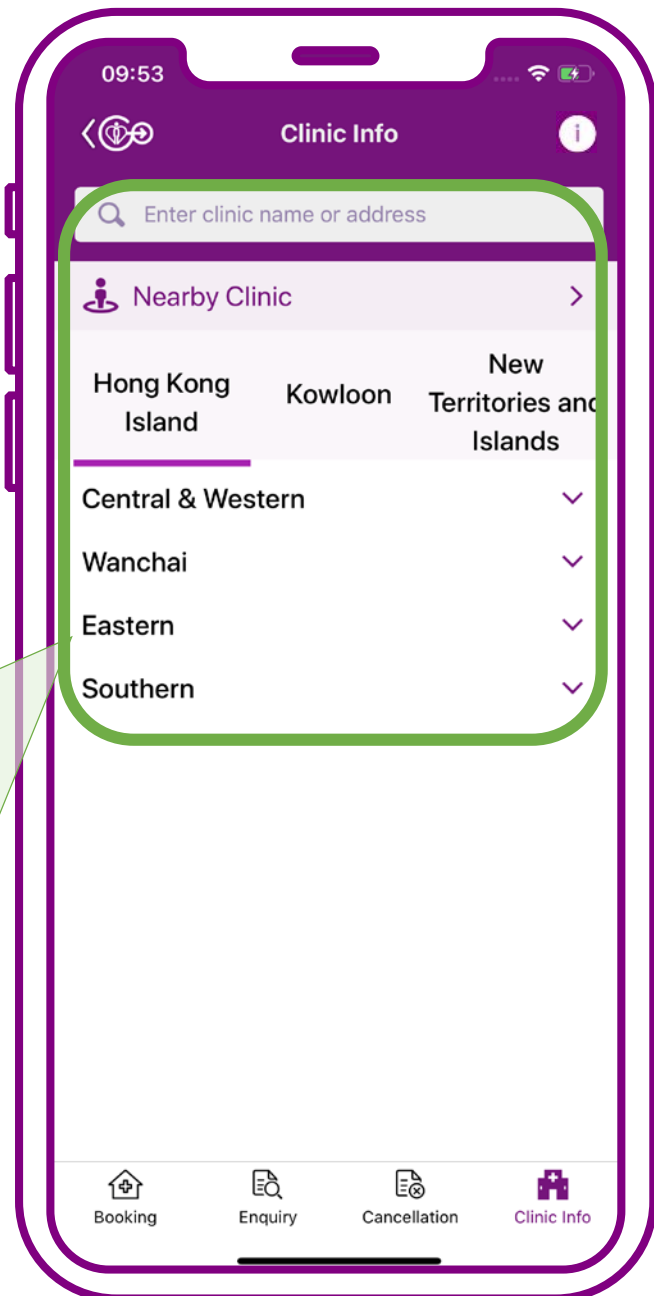 09:53
Clinic Info
i
Enter clinic name or address
Nearby Clinic
Hong Kong
Island
Kowloon
New
Territories and
Islands
Central & Western
Wanchai
Eastern
Southern
Booking
Enquiry
Cancellation
Clinic Info